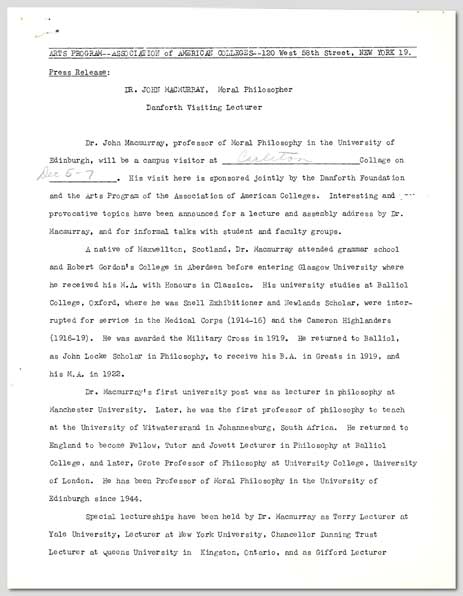 ARTS PROGRAM--ASSOCIATION of AMERICAN COLLEGES--120 West 58th Street, NEW YORK 19.
Press Release:
DR. JOHN MACMURRAY, Moral Philosopher
Danforth Visiting Lecturer
Dr. John Macmurray, professor of Moral Philosophy in the University of
Edinburgh, will be a campus visitor at Carleton College on
Dec 5-7. His visit here is sponsored jointly by the Danforth Foundation
and the Arts Program of the Association of American Colleges. Interesting and
provocative topics have been announced for a lecture and assembly address by Dr.
Macmurray, and for informal talks with student and faculty groups.
A native of Maxwellton, Scotland, Dr. Macmurray attended grammar school
and Robert Gordon's College in Aberdeen before entering Glasgow University where
he received his M.A. with Honours in Classics. His university studies at Balliol
College, Oxford, where he was Snell Exhibitioner and Newlands Scholar, were inter-
rupted for service in the Medical Corps (1914-16) and the Cameron Highlanders
(1916-19). He was awarded the Military Cross in 1919. He returned to Balliol,
as John Locke Scholar in Philosophy, to receive his B.A. in Greats in 1919, and
his M.A. in 1922.
Dr. Macmurray's first university post was as lecturer in philosophy at
Manchester University. Later, he was the first professor of philosophy to teach
at the University of Witwatersrand in Johannesburg, South Africa. He returned to
England to become Fellow, Tutor and Jowett Lecturer in Philosophy at Balliol
College, and later, Grote Professor of Philosophy at University College, University
of London. He has been Professor of Moral Philosophy in the University of
Edinburgh since 1944.
Special lectureships have been held by Dr. Macmurray as Terry Lecturer at
Yale University, Lecturer at New York University, Chancellor Dunning Trust
Lecturer at Queens University in Kingston, Ontario, and as Gifford Lecturer